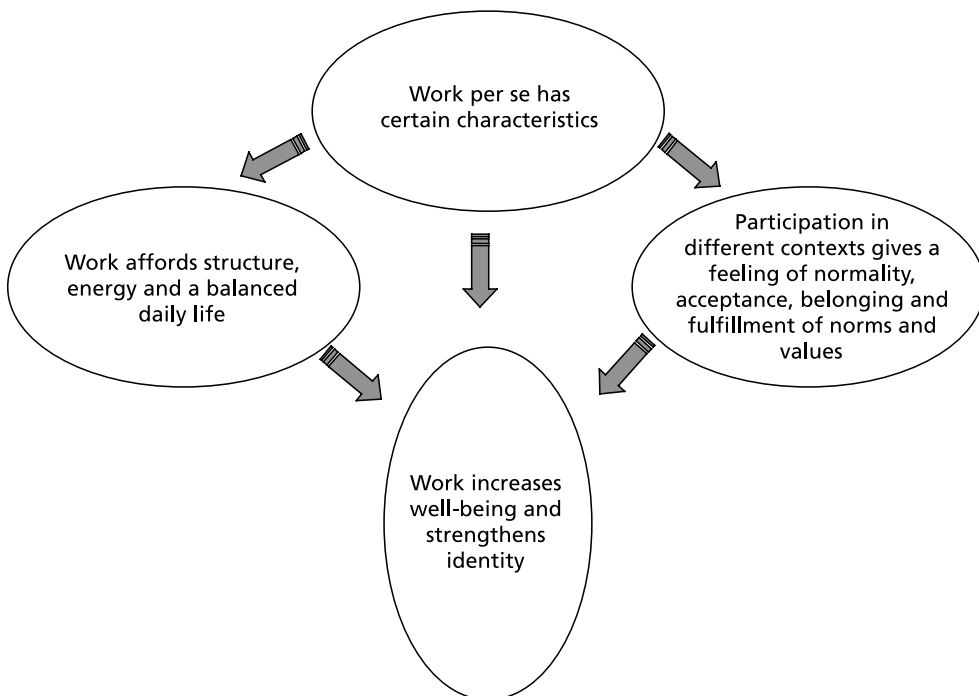 Work per se has
certain characteristics
Work affords structure,
energy and a balanced
daily life
Participation in
different contexts gives a
feeling of normality,
acceptance, belonging and
fulfillment of norms and
values
Work increases
well-being and
strengthens
identity